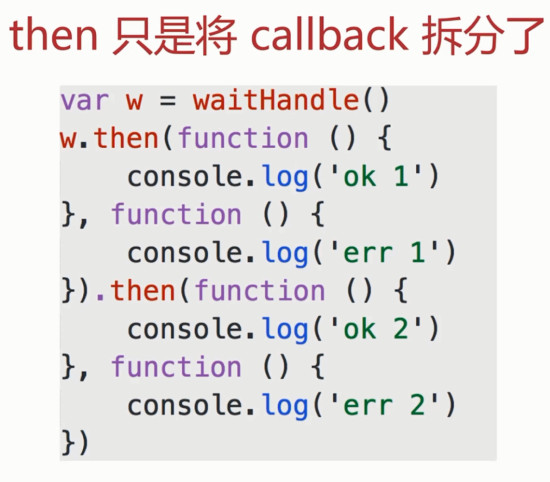 then 只是将 callback 拆分了
var w = waitHandle()
w.then(function () {
    console.log('ok 1')
}, function () {
    console.log('err 1')
}).then(function () {
    console.log('ok 2')
}, function () {
    console.log('err 2')
})